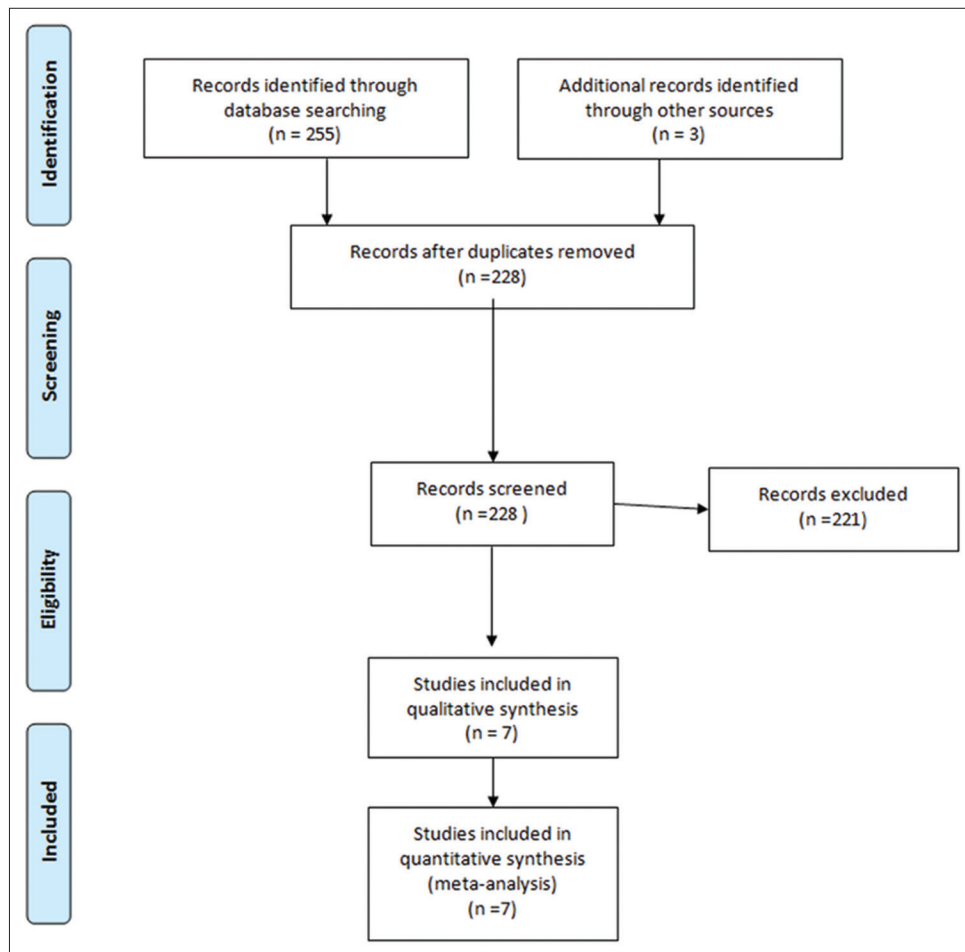 Identification
Records identified through
database searching
(n = 255)
Additional records identified
through other sources
(n = 3)
Records after duplicates removed
(n =228)
Screening
Records screened
(n =228 )
Records excluded
(n =221)
Eligibility
Studies included in
qualitative synthesis
(n = 7)
Included
Studies included in
quantitative synthesis
(meta-analysis)
(n =7)